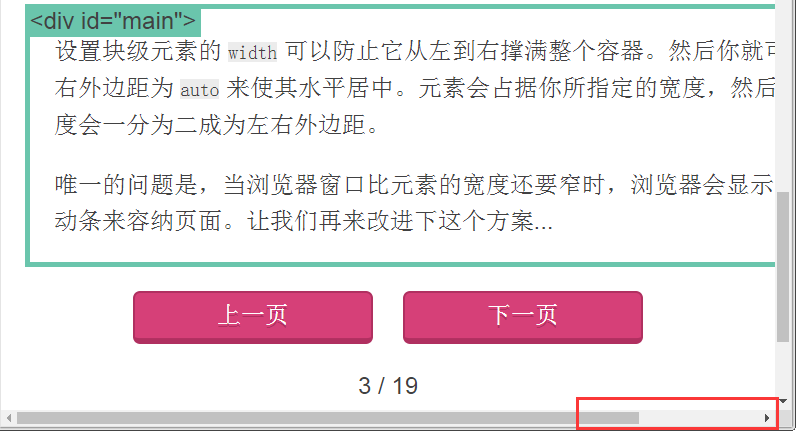 <div id="main">
设置块级元素的 width 可以防止它从左到右撑满整个容器。然后你就
右外边距为 auto 来使其水平居中。元素会占据你所指定的宽度，然后
度会一分为二成为左右外边距。
唯一的问题是，当浏览器窗口比元素的宽度还要窄时，浏览器会显示
动条来容纳页面。让我们再来改进下这个方案...
上一页
下一页
3 / 19